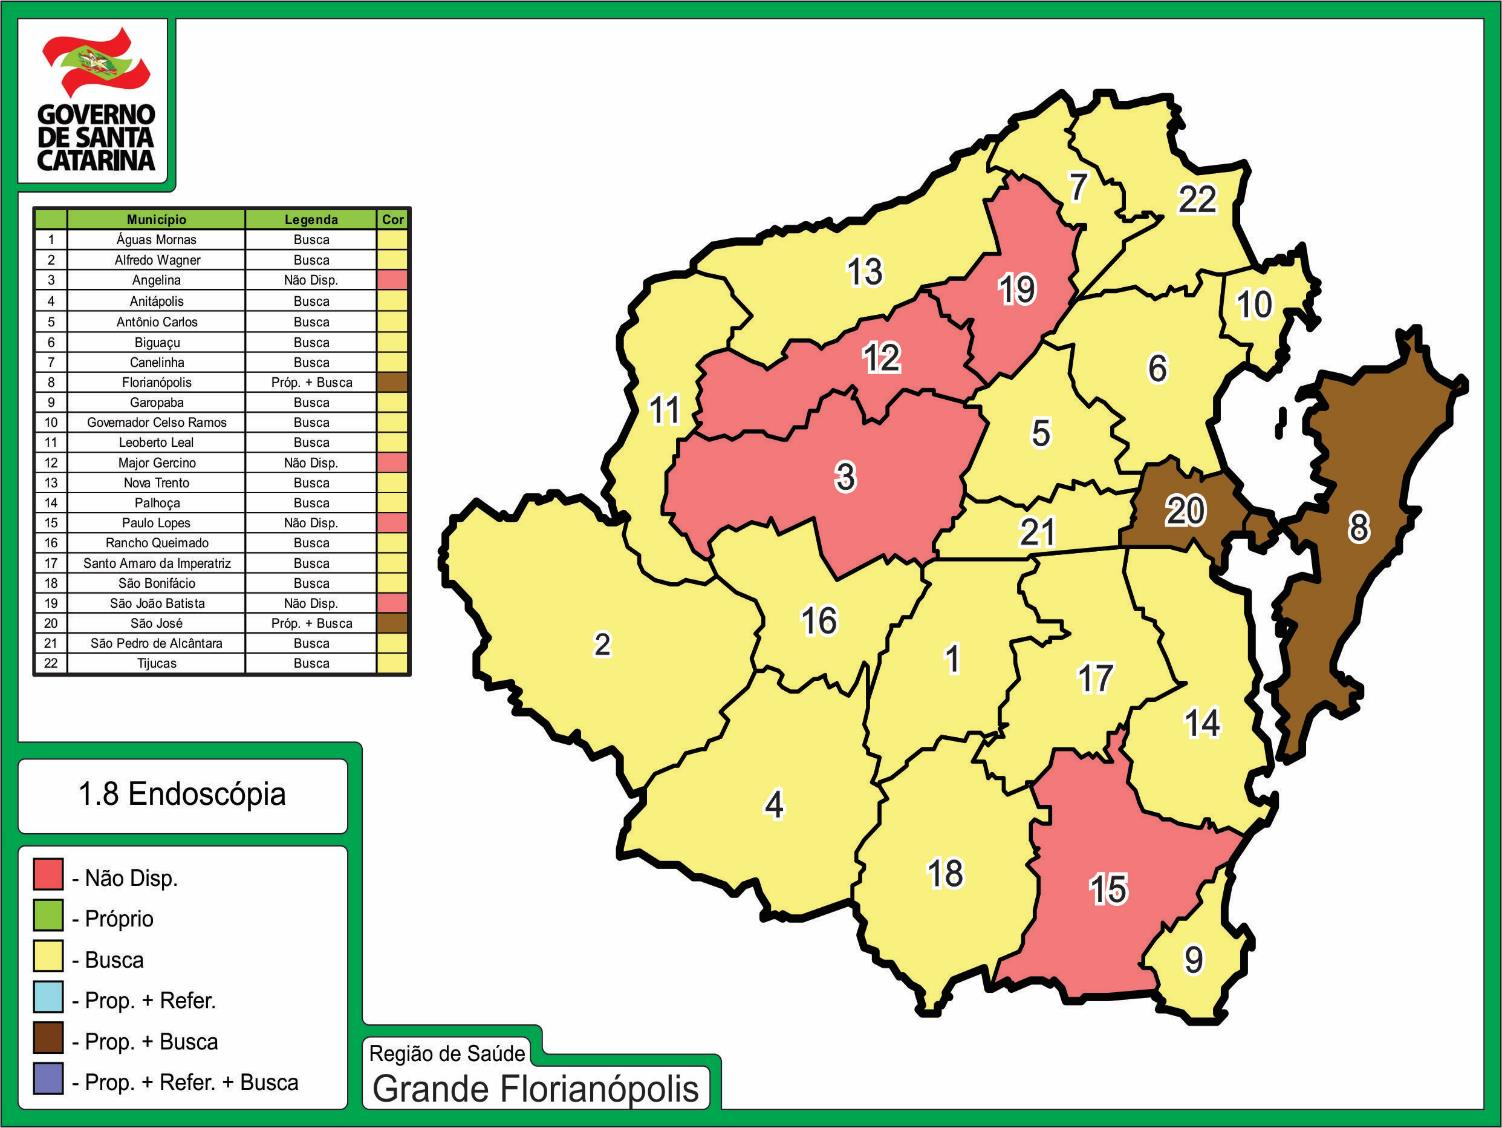 GOVERNO
DE SANTA
CATARINA
Município Legenda Cor
1 Águas Mornas Busca
2 Alfredo Wagner Busca
3 Angelina Não Disp.
4 Anitápolis Busca
5 Antônio Carlos Busca
6 Biguaçu Busca
7 Canelinha Busca
8 Florianópolis Próp. + Busca
9 Garopaba Busca
10 Governador Celso Ramos Busca
11 Leoberto Leal Busca
12 Major Gercino Não Disp.
13 Nova Trento Busca
14 Palhoça Busca
15 Paulo Lopes Não Disp.
16 Rancho Queimado Busca
17 Santo Amaro da Imperatriz Busca
18 São Bonifácio Busca
19 São João Batista Não Disp.
20 São José Próp. + Busca
21 São Pedro de Alcântara Busca
22 Tijucas Busca
7
22
13
19
10
12
6
11
5
3
20
21
8
16
2
1
17
14
4
18
15
9
1.8 Endoscópia
- Não Disp.
- Próprio
- Busca
- Prop. + Refer.
- Prop. + Busca
- Prop. + Refer. + Busca
Região de Saúde
Grande Florianópolis